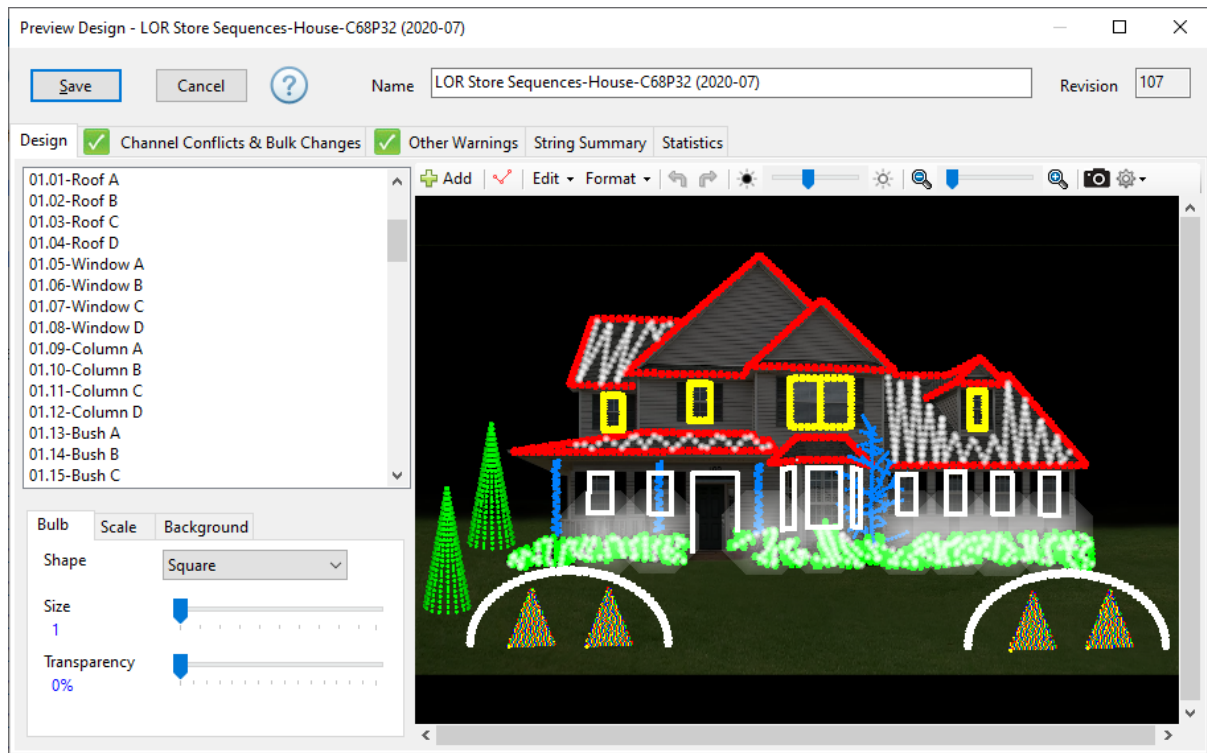 Preview Design - LOR Store Sequences-House-C68P32 (2020-07)
Save
Cancel
?
Name
LOR Store Sequences-House-C68P32 (2020-07)
Revision
107
Design
Channel Conflicts & Bulk Changes
Other Warnings
String Summary
Statistics
01.01-Roof A
01.02-Roof B
01.03-Roof C
01.04-Roof D
01.05-Window A
01.06-Window B
01.07-Window C
01.08-Window D
01.09-Column A
01.10-Column B
01.11-Column C
01.12-Column D
01.13-Bush A
01.14-Bush B
01.15-Bush C
Add
Edit
Format
Bulb
Scale
Background
Shape
Square
Size
1
Transparency
0%